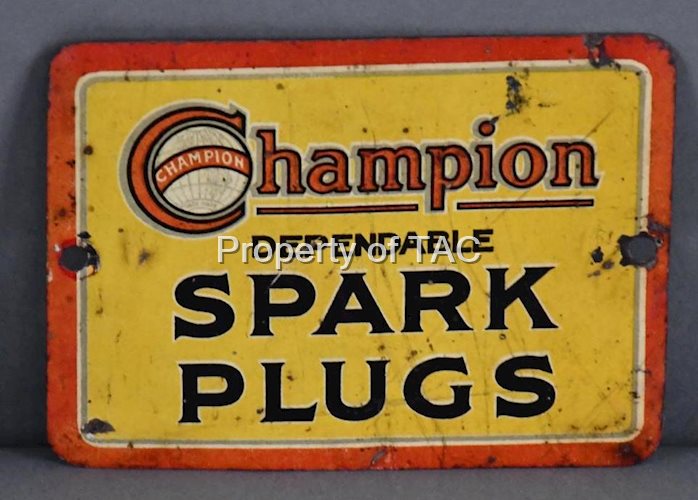 Champion
CHAMPION
DEPENDABLE
Property of TAC
SPARK
PLUGS